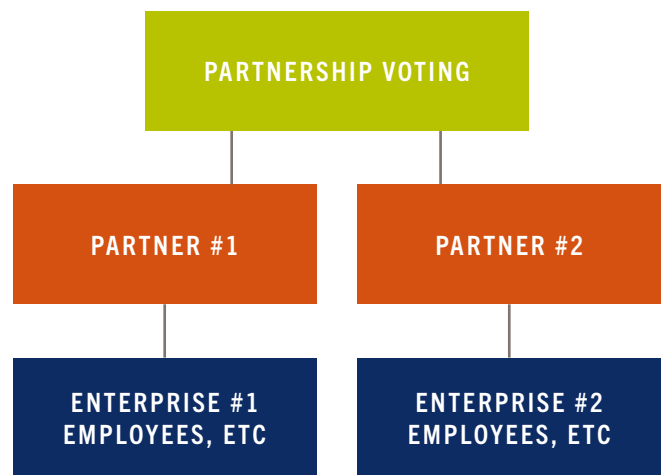 PARTNERSHIP VOTING
PARTNER #1
PARTNER #2
ENTERPRISE #1
EMPLOYEES, ETC
ENTERPRISE #2
EMPLOYEES, ETC